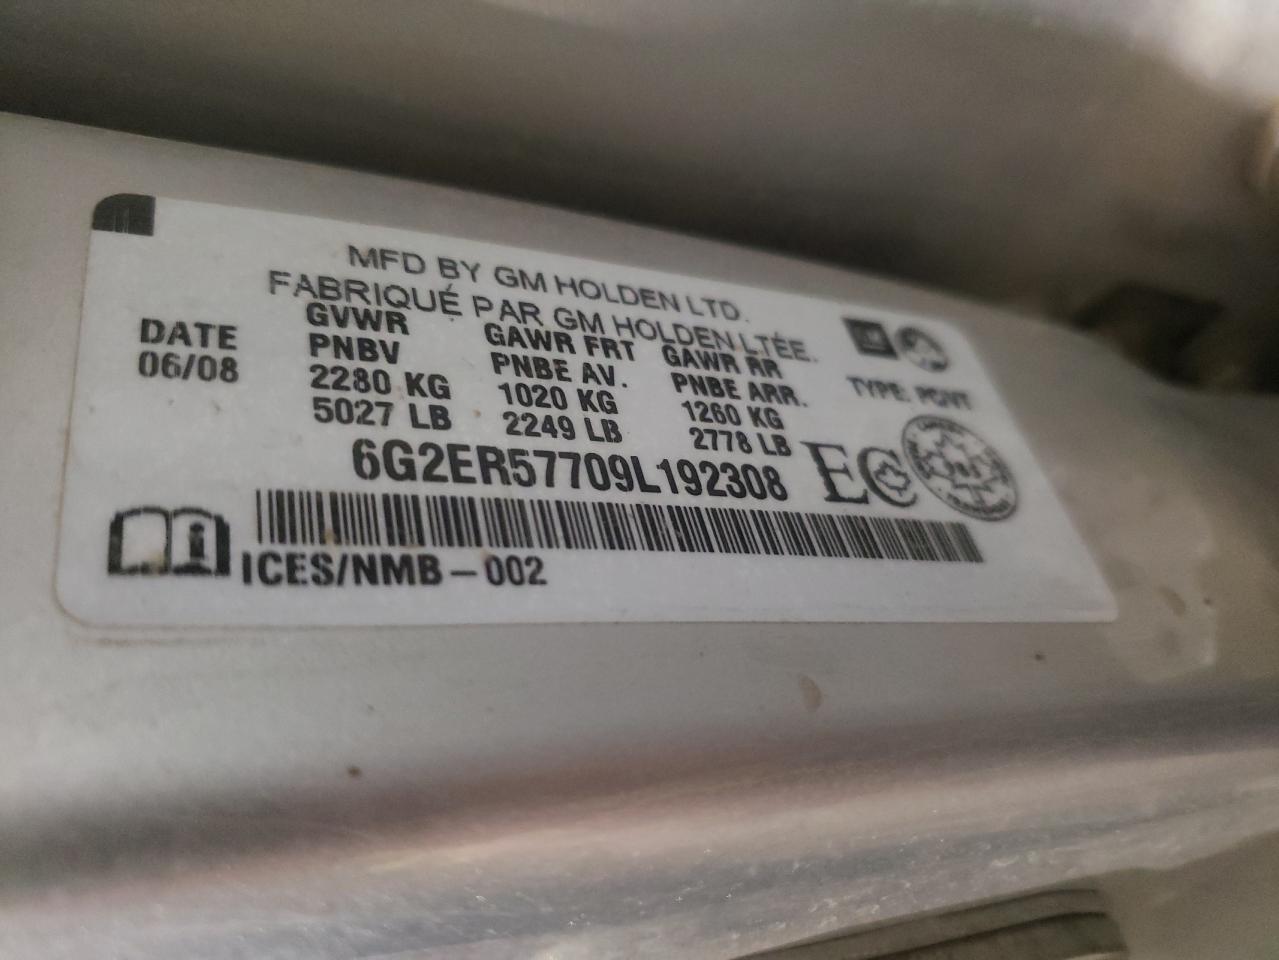 MFD BY GM HOLDEN LTD.
FABRIQUÉ PAR GM HOLDEN LTÉE.
DATE
06/08
GVWR
PNBV
2280 KG
5027 LB
GAWR FRT
PNBE AV.
1020 KG
2249 LB
GAWR RR
PNBE ARR.
1260 KG
2778 LB
TYPE:
6G2ER57709L192308
EC
ICES/NMB-002